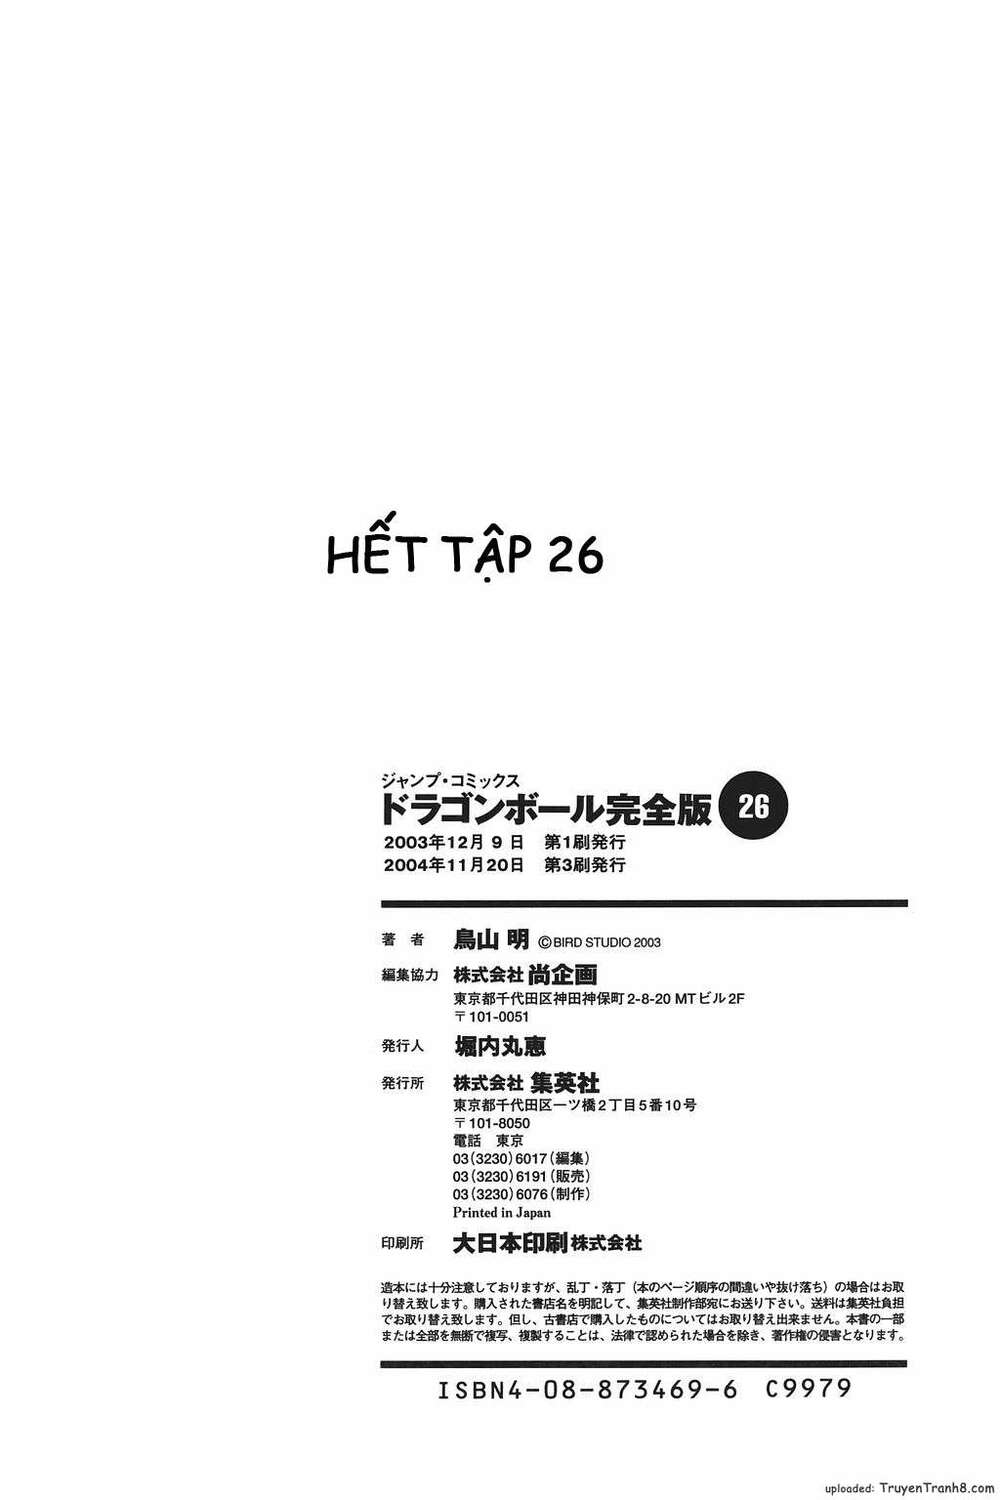 HẾT TẬP 26
ジャンプ・コミックス
ドラゴンボール完全版 26
2003年12月9日 第1刷発行
2004年11月20日 第3刷発行
著者 鳥山明 ©BIRD STUDIO 2003
編集協力 株式会社 尚企画
東京都千代田区神田神保町2-8-20 MTビル2F
〒101-0051
発行人 堀内丸恵
発行所 株式会社 集英社
東京都千代田区一ツ橋2丁目5番10号
〒101-8050
電話 東京
03(3230)6017(編集)
03(3230)6191(販売)
03(3230)6076(制作)
Printed in Japan
印刷所 大日本印刷株式会社
造本には十分注意しておりますが、乱丁・落丁(本のページ順序の間違いや抜け落ち)の場合はお取
り替え致します。購入された書店名を明記して、集英社制作部宛にお送り下さい。送料は集英社負担
でお取り替え致します。但し、古書店で購入したものについてはお取り替え出来ません。本書の一部
または全部を無断で複写、複製することは、法律で認められた場合を除き、著作権の侵害となります。
ISBN4-08-873469-6 C9979
uploaded: TruyenTranh8.com